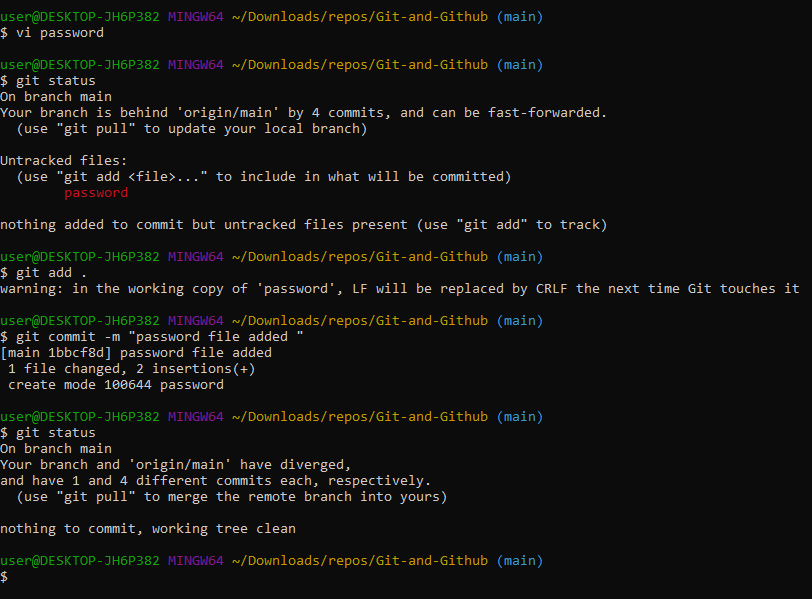 user@DESKTOP-JH6P382 MINGW64 ~/Downloads/repos/Git-and-Github (main)
$ vi password
user@DESKTOP-JH6P382 MINGW64 ~/Downloads/repos/Git-and-Github (main)
$ git status
On branch main
Your branch is behind 'origin/main' by 4 commits, and can be fast-forwarded.
  (use "git pull" to update your local branch)
Untracked files:
  (use "git add <file>..." to include in what will be committed)
        password
nothing added to commit but untracked files present (use "git add" to track)
user@DESKTOP-JH6P382 MINGW64 ~/Downloads/repos/Git-and-Github (main)
$ git add .
warning: in the working copy of 'password', LF will be replaced by CRLF the next time Git touches it
user@DESKTOP-JH6P382 MINGW64 ~/Downloads/repos/Git-and-Github (main)
$ git commit -m "password file added "
[main 1bbcf8d] password file added
 1 file changed, 2 insertions(+)
 create mode 100644 password
user@DESKTOP-JH6P382 MINGW64 ~/Downloads/repos/Git-and-Github (main)
$ git status
On branch main
Your branch and 'origin/main' have diverged,
and have 1 and 4 different commits each, respectively.
  (use "git pull" to merge the remote branch into yours)
nothing to commit, working tree clean
user@DESKTOP-JH6P382 MINGW64 ~/Downloads/repos/Git-and-Github (main)
$